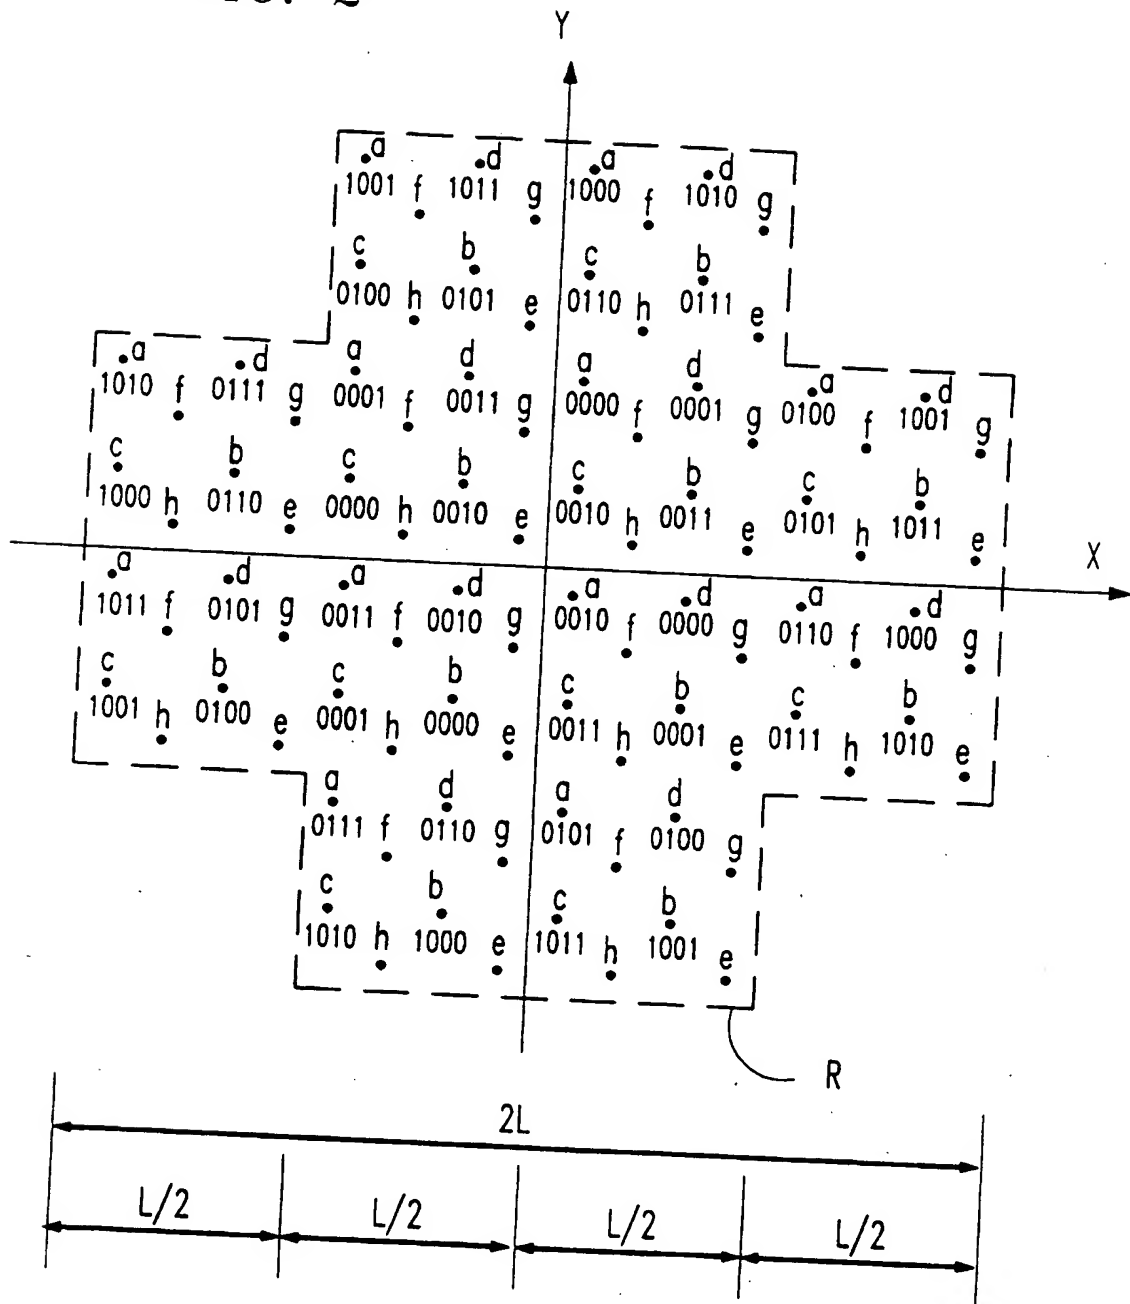 Y
a d a d
1001 f 1011 g 1000 f 1010 g
c b c b
0100 h 0101 e 0110 h 0111 e
a d a d a d a d
1010 f 0111 g 0001 f 0011 g 0000 f 0001 g 0100 f 1001 g
c b c b c b c b
1000 h 0110 e 0000 h 0010 e 0010 h 0011 e 0101 h 1011 e
X
a d a d a d a d
1011 f 0101 g 0011 f 0010 g 0010 f 0000 g 0110 f 1000 g
c b c b c b c b
1001 h 0100 e 0001 h 0000 e 0011 h 0001 e 0111 h 1010 e
a d a d
0111 f 0110 g 0101 f 0100 g
c b c b
1010 h 1000 e 1011 h 1001 e
R
2L
L/2 L/2 L/2 L/2